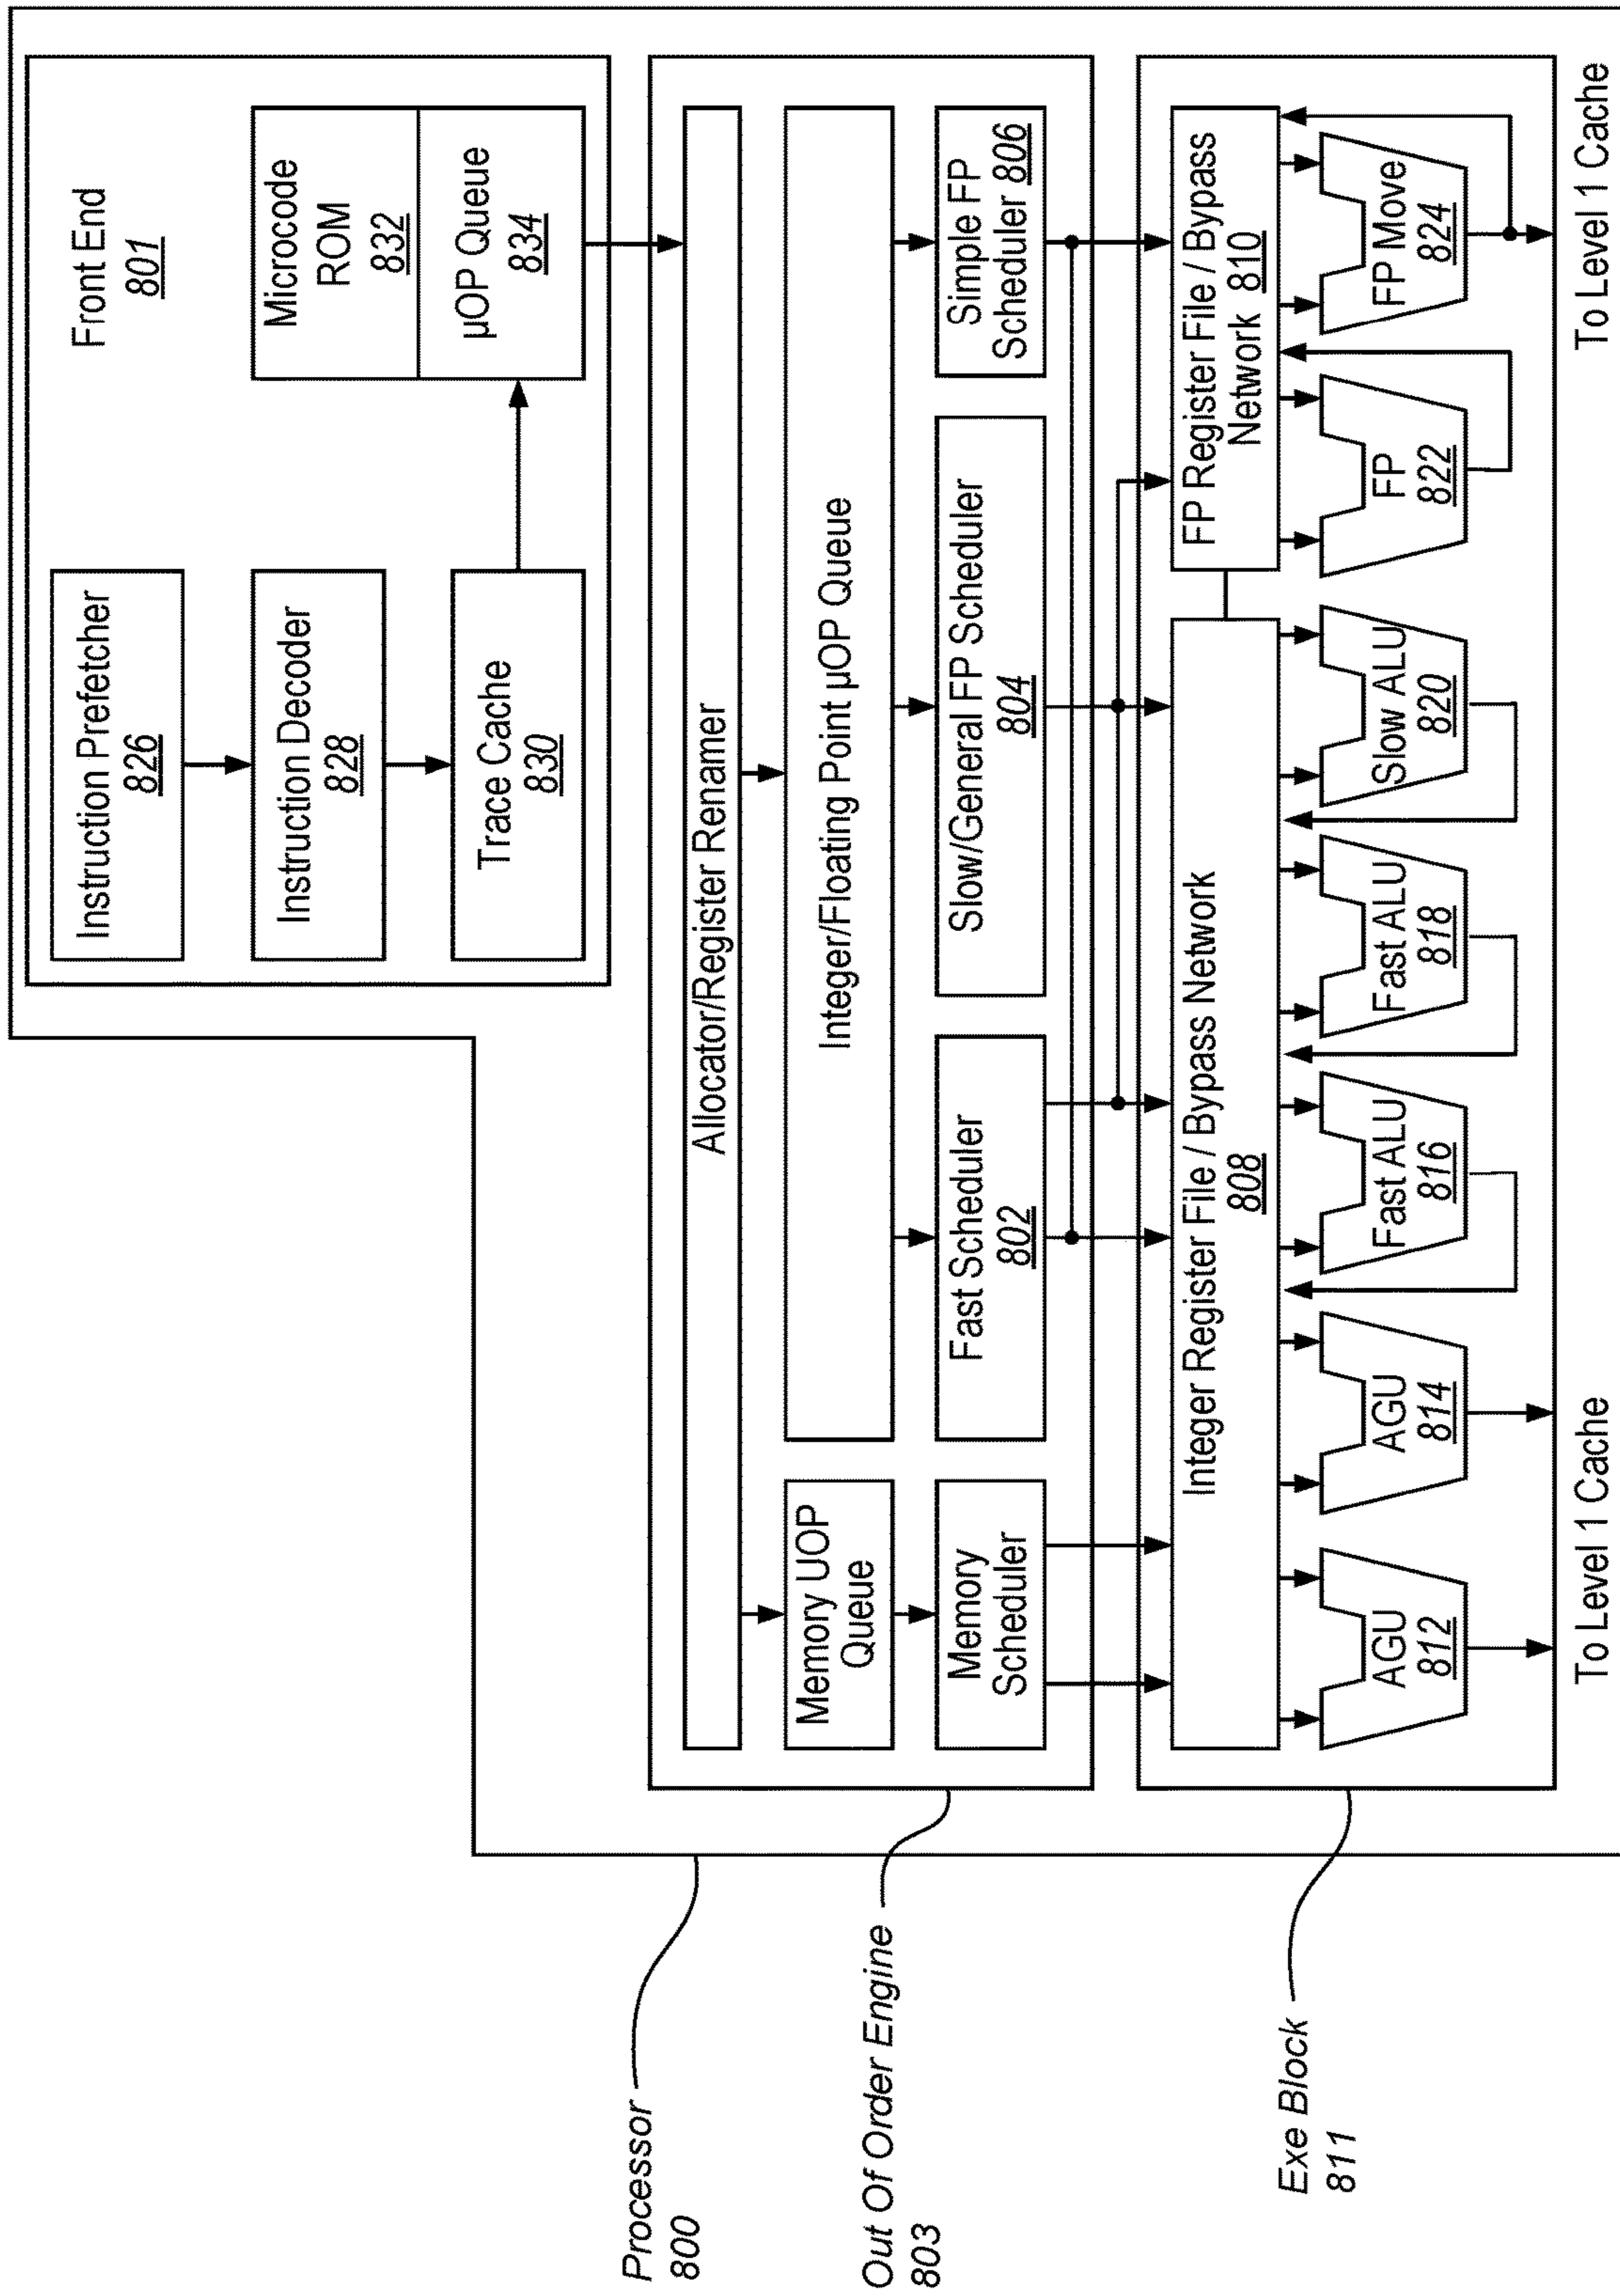 Processor
800
Front End
801
Instruction Prefetcher
826
Instruction Decoder
828
Trace Cache
830
Microcode
ROM
832
µOP Queue
834
Out Of Order Engine
803
Allocator/Register Renamer
Memory UOP
Queue
Integer/Floating Point µOP Queue
Memory
Scheduler
Fast Scheduler
802
Slow/General FP Scheduler
804
Simple FP
Scheduler 806
Exe Block
811
Integer Register File / Bypass Network
808
FP Register File / Bypass
Network 810
AGU
812
AGU
814
Fast ALU
816
Fast ALU
818
Slow ALU
820
FP
822
FP Move
824
To Level 1 Cache
To Level 1 Cache